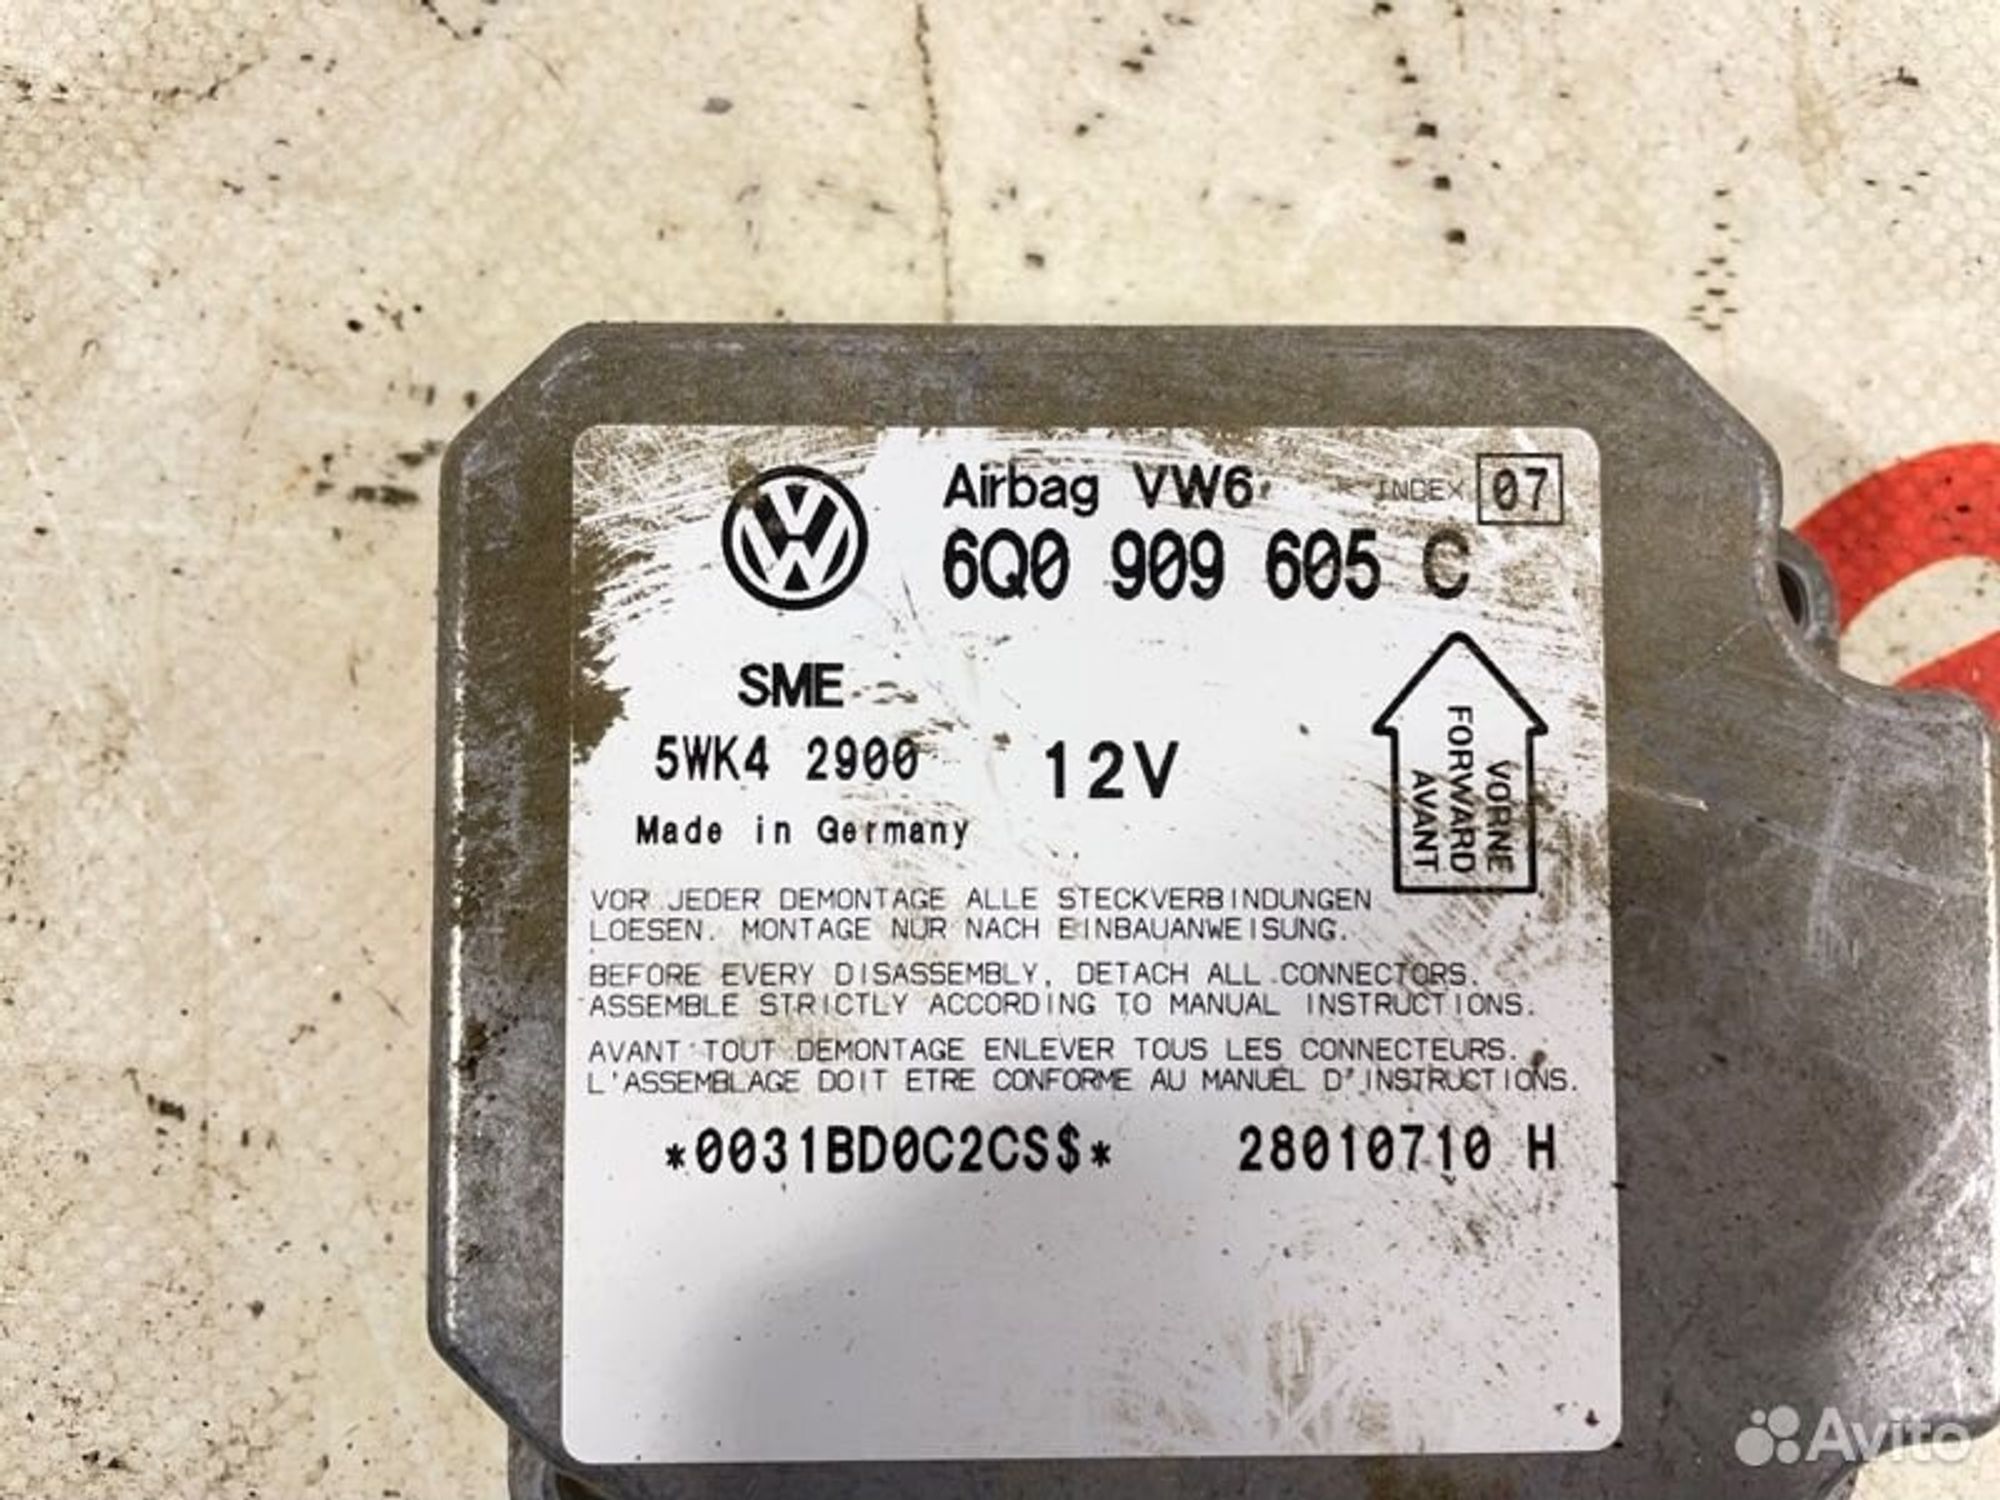 Airbag VW6 INDEX 07
6Q0 909 605 C
SME
5WK4 2900 12V
Made in Germany
VORNE
FORWARD
AVANT
VOR JEDER DEMONTAGE ALLE STECKVERBINDUNGEN
LOESEN. MONTAGE NUR NACH EINBAUANWEISUNG.
BEFORE EVERY DISASSEMBLY, DETACH ALL CONNECTORS.
ASSEMBLE STRICTLY ACCORDING TO MANUAL INSTRUCTIONS.
AVANT TOUT DEMONTAGE ENLEVER TOUS LES CONNECTEURS.
L'ASSEMBLAGE DOIT ETRE CONFORME AU MANUEL D'INSTRUCTIONS.
*0031BD0C2CS$* 28010710 H
Avito